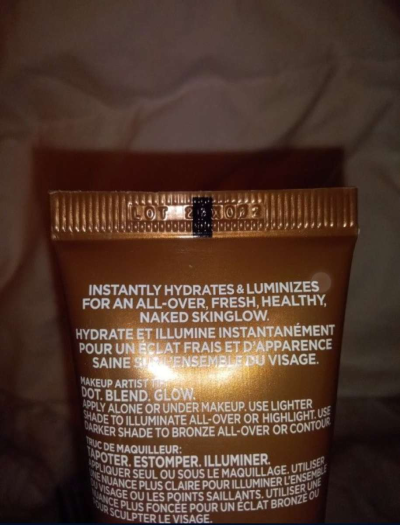 LOT
INSTANTLY HYDRATES & LUMINIZES
FOR AN ALL-OVER, FRESH, HEALTHY,
NAKED SKINGLOW.
HYDRATE ET ILLUMINE INSTANTANÉMENT
POUR UN ÉCLAT FRAIS ET D'APPARENCE
SAINE SUR L'ENSEMBLE DU VISAGE.
MAKEUP ARTIST TIP:
DOT. BLEND. GLOW.
APPLY ALONE OR UNDER MAKEUP. USE LIGHTER
SHADE TO ILLUMINATE ALL-OVER OR HIGHLIGHT. USE
DARKER SHADE TO BRONZE ALL-OVER OR CONTOUR.
TRUC DE MAQUILLEUR:
TAPOTER. ESTOMPER. ILLUMINER.
APPLIQUER SEUL OU SOUS LE MAQUILLAGE. UTILISER
UNE NUANCE PLUS CLAIRE POUR ILLUMINER L'ENSEMBLE
DU VISAGE OU LES POINTS SAILLANTS. UTILISER UNE
NUANCE PLUS FONCÉE POUR UN ÉCLAT BRONZÉ OU
POUR SCULPTER LE VISAGE.